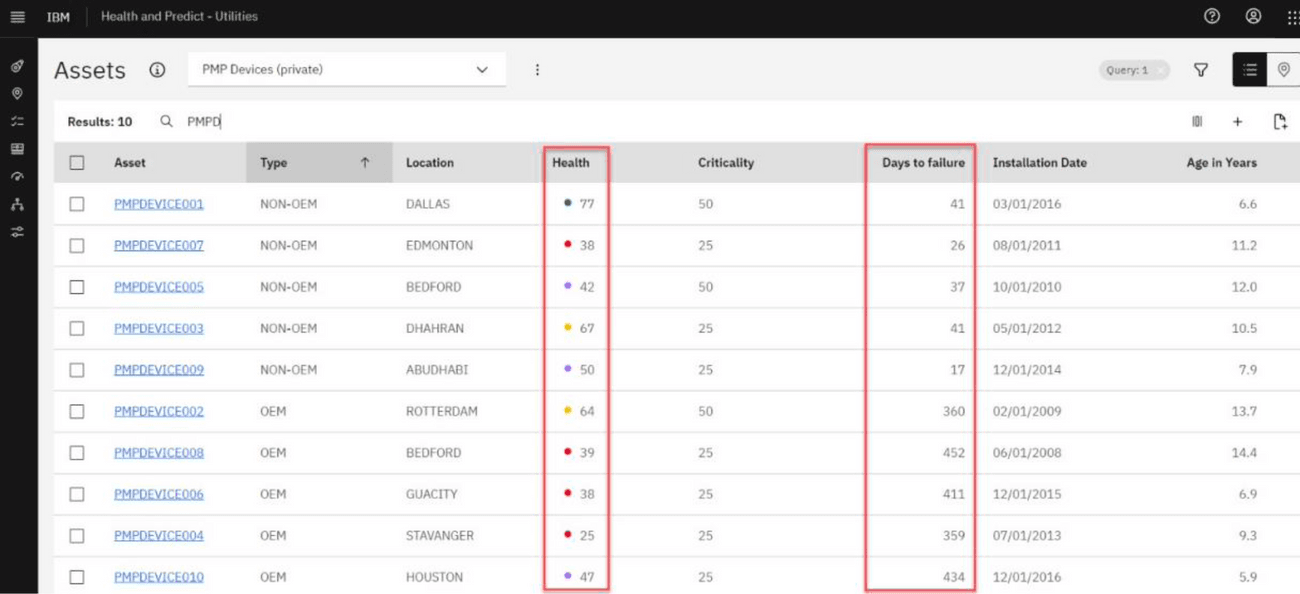 IBM Health and Predict - Utilities
Assets PMP Devices (private) Query: 1
Results: 10 PMPD
Asset Type Location Health Criticality Days to failure Installation Date Age in Years
PMPDEVICE001 NON-OEM DALLAS 77 50 41 03/01/2016 6.6
PMPDEVICE007 NON-OEM EDMONTON 38 25 26 08/01/2011 11.2
PMPDEVICE005 NON-OEM BEDFORD 42 50 37 10/01/2010 12.0
PMPDEVICE003 NON-OEM DHAHRAN 67 25 41 05/01/2012 10.5
PMPDEVICE009 NON-OEM ABUDHABI 50 25 17 12/01/2014 7.9
PMPDEVICE002 OEM ROTTERDAM 64 50 360 02/01/2009 13.7
PMPDEVICE008 OEM BEDFORD 39 25 452 06/01/2008 14.4
PMPDEVICE006 OEM GUACITY 38 25 411 12/01/2015 6.9
PMPDEVICE004 OEM STAVANGER 25 25 359 07/01/2013 9.3
PMPDEVICE010 OEM HOUSTON 47 25 434 12/01/2016 5.9